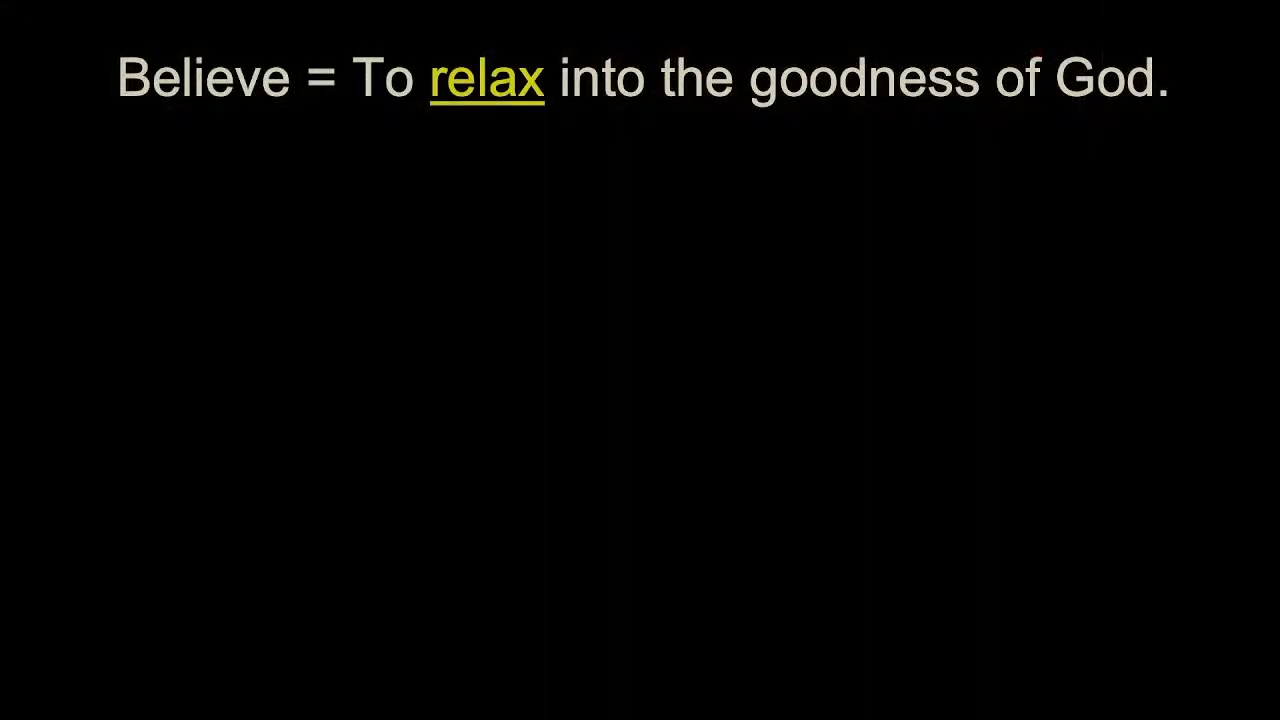 Believe = To relax into the goodness of God.